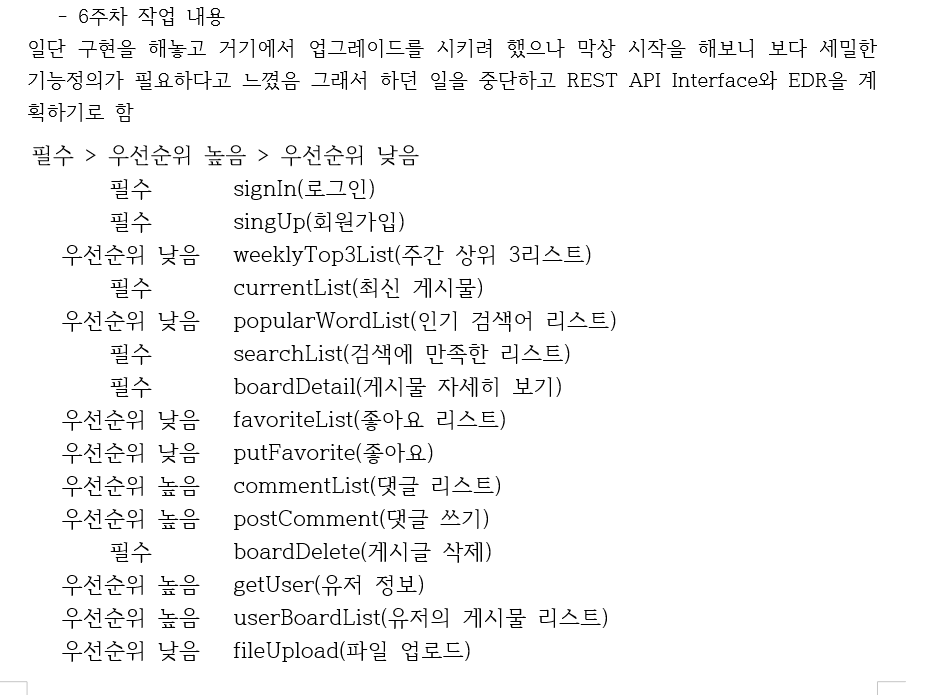 - 6주차 작업 내용
일단 구현을 해놓고 거기에서 업그레이드를 시키려 했으나 막상 시작을 해보니 보다 세밀한
기능정의가 필요하다고 느꼈음 그래서 하던 일을 중단하고 REST API Interface와 EDR을 계
획하기로 함
필수 > 우선순위 높음 > 우선순위 낮음
필수 signIn(로그인)
필수 singUp(회원가입)
우선순위 낮음 weeklyTop3List(주간 상위 3리스트)
필수 currentList(최신 게시물)
우선순위 낮음 popularWordList(인기 검색어 리스트)
필수 searchList(검색에 만족한 리스트)
필수 boardDetail(게시물 자세히 보기)
우선순위 낮음 favoriteList(좋아요 리스트)
우선순위 낮음 putFavorite(좋아요)
우선순위 높음 commentList(댓글 리스트)
우선순위 높음 postComment(댓글 쓰기)
필수 boardDelete(게시글 삭제)
우선순위 높음 getUser(유저 정보)
우선순위 높음 userBoardList(유저의 게시물 리스트)
우선순위 낮음 fileUpload(파일 업로드)